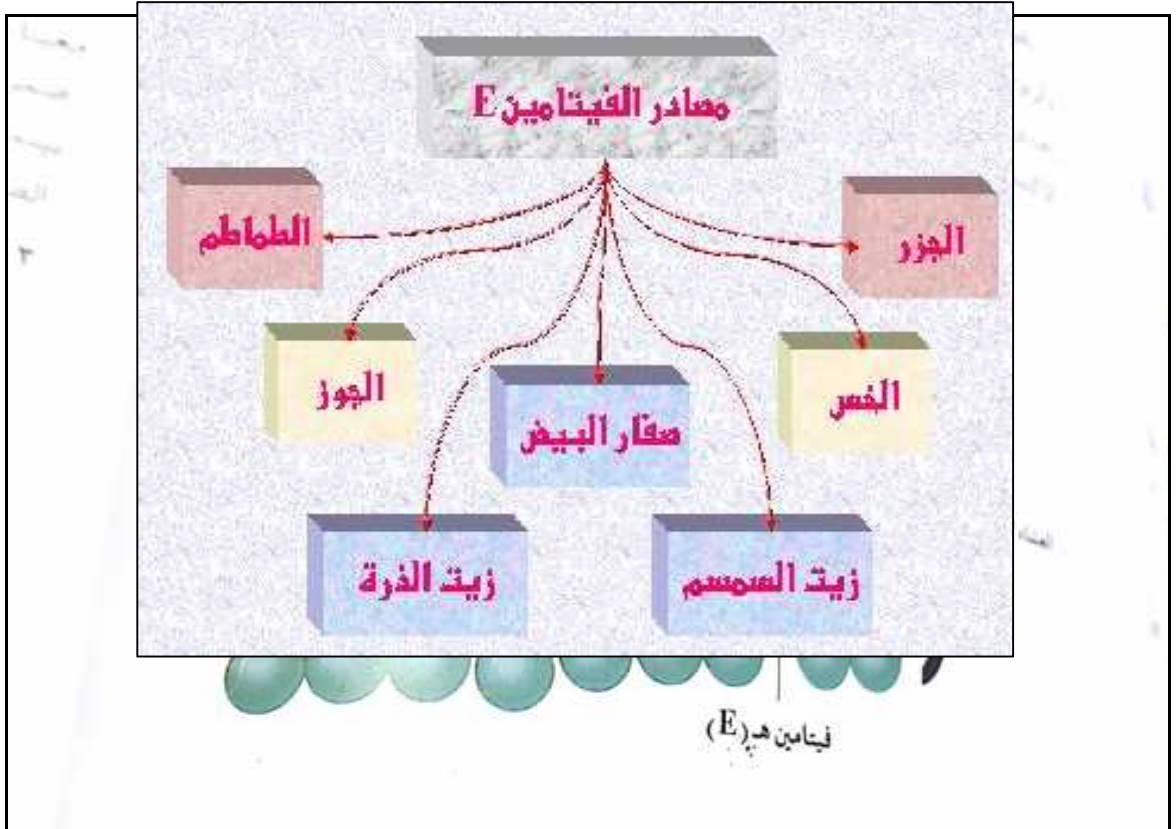 مصادر الفيتامين E
الجزر
الطماطم
الخس
الجوز
صفار البيض
زيت السمسم
زيت الذرة
فيتامين هـ (E)